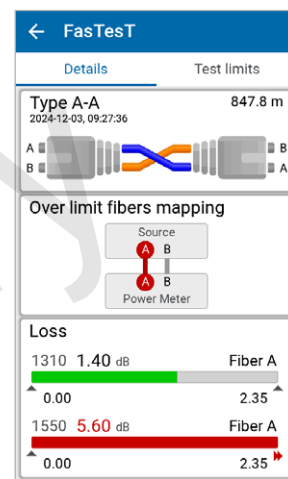 FasTesT
Details Test limits
Type A-A 847.8 m
2024-12-03, 09:27:36
A B
B A
Over limit fibers mapping
Source
A B
A B
Power Meter
Loss
1310 1.40 dB Fiber A
0.00 2.35
1550 5.60 dB Fiber A
0.00 2.35